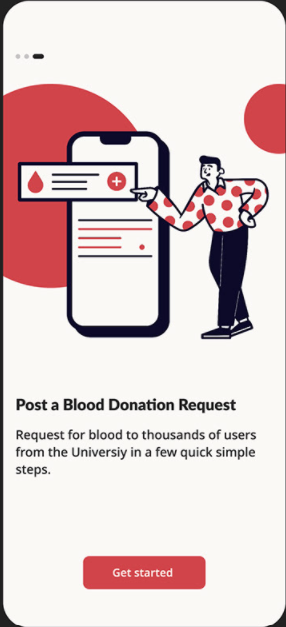 Post a Blood Donation Request
Request for blood to thousands of users
from the Universiy in a few quick simple
steps.
Get started